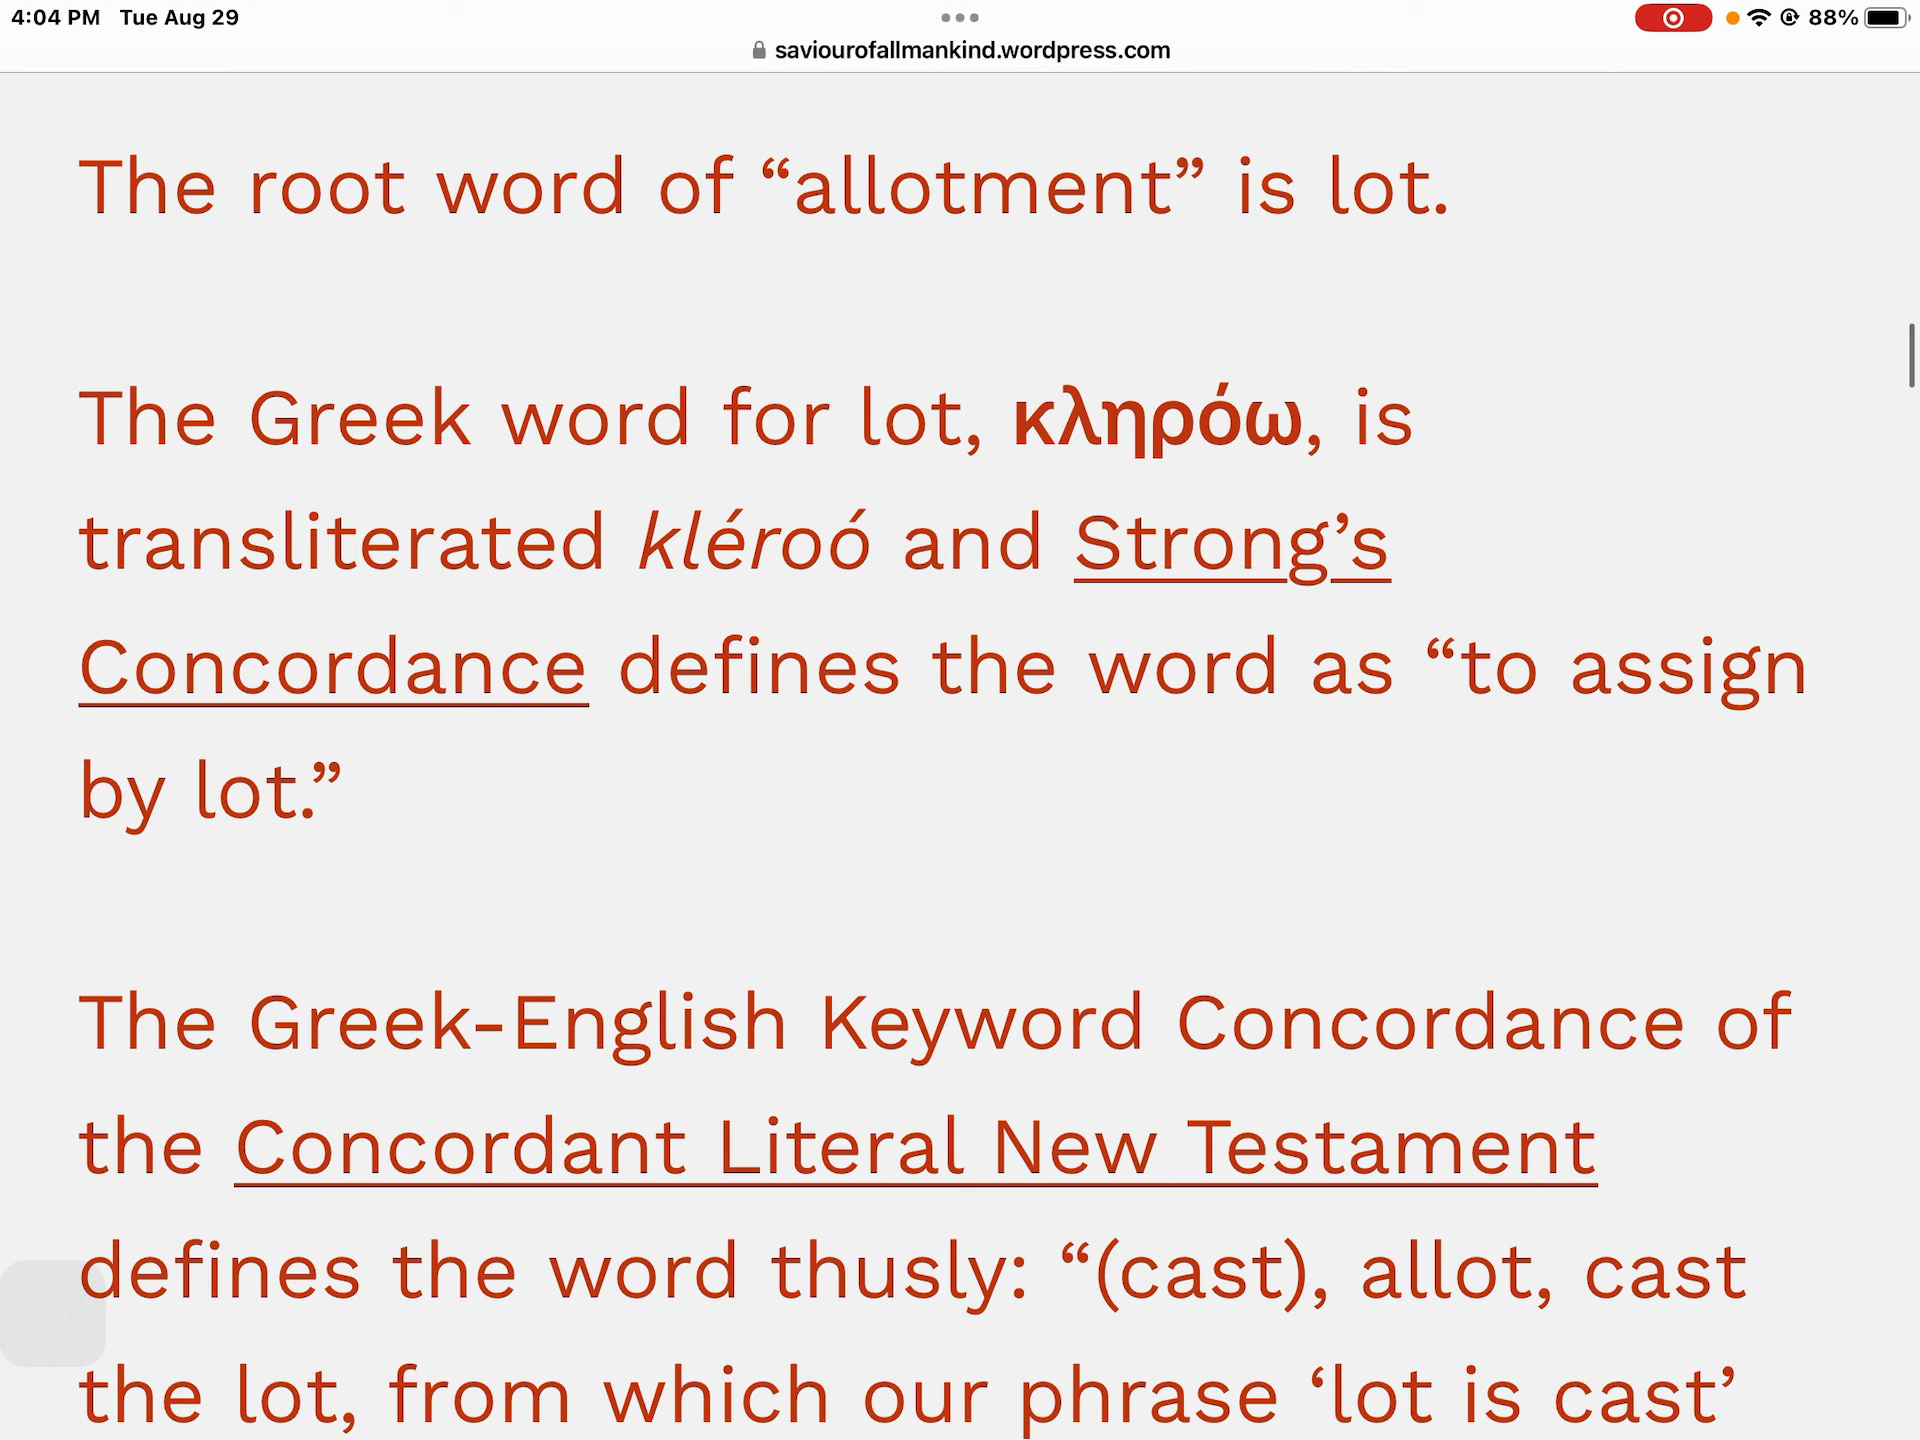 4:04 PM Tue Aug 29
88%
saviourofallmankind.wordpress.com
The root word of “allotment” is lot.
The Greek word for lot, κληρόω, is
transliterated kléroó and Strong’s
Concordance defines the word as “to assign
by lot.”
The Greek-English Keyword Concordance of
the Concordant Literal New Testament
defines the word thusly: “(cast), allot, cast
the lot, from which our phrase ‘lot is cast’